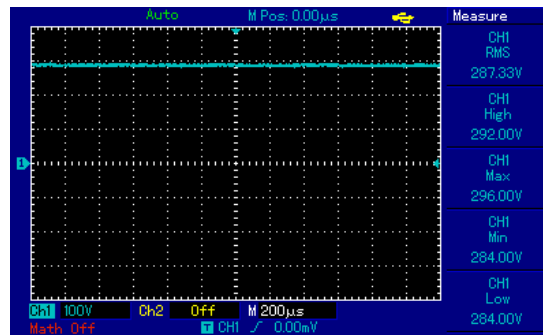 Auto M Pos: 0.00μs Measure
CH1
RMS
287.33V
CH1
High
292.00V
1
CH1
Max
296.00V
CH1
Min
284.00V
CH1
Low
284.00V
Ch1 100V Ch2 Off M 200μs
Math Off T CH1 / 0.00mV